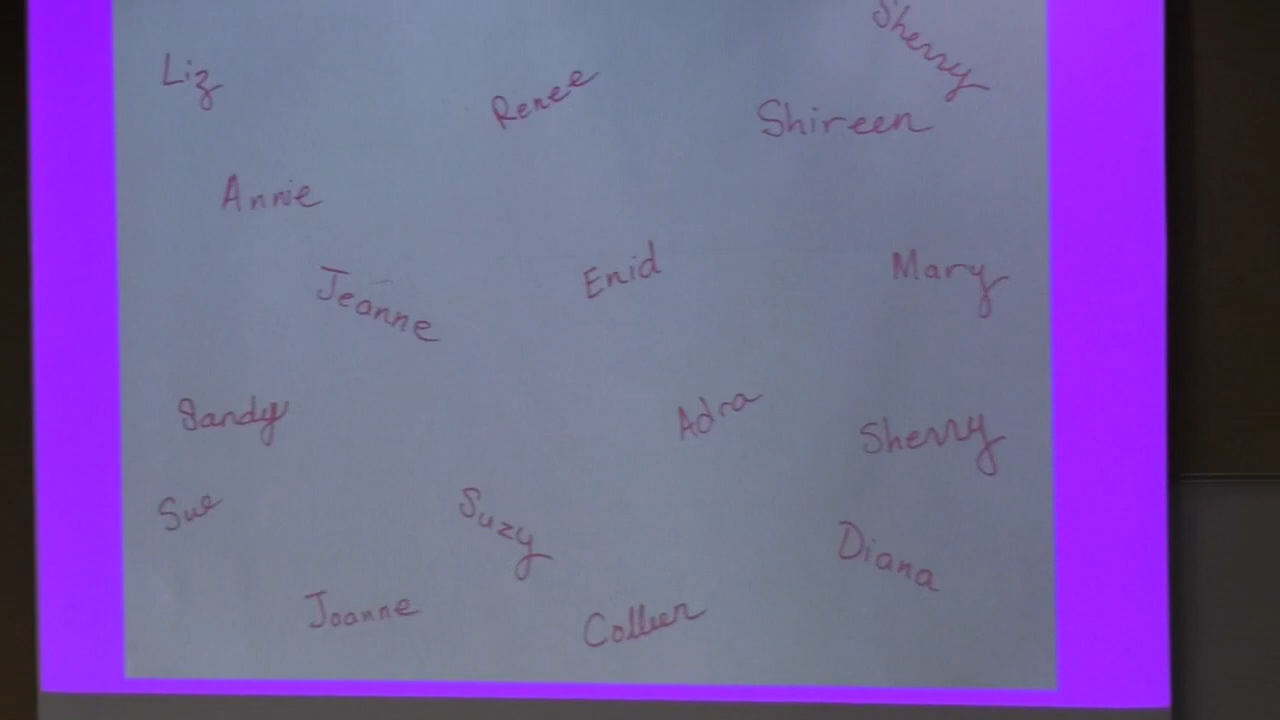 Sherry
Liz
Renee
Shireen
Annie
Jeanne
Enid
Mary
Sandy
Adra
Sherry
Sue
Suzy
Diana
Joanne
Colleen